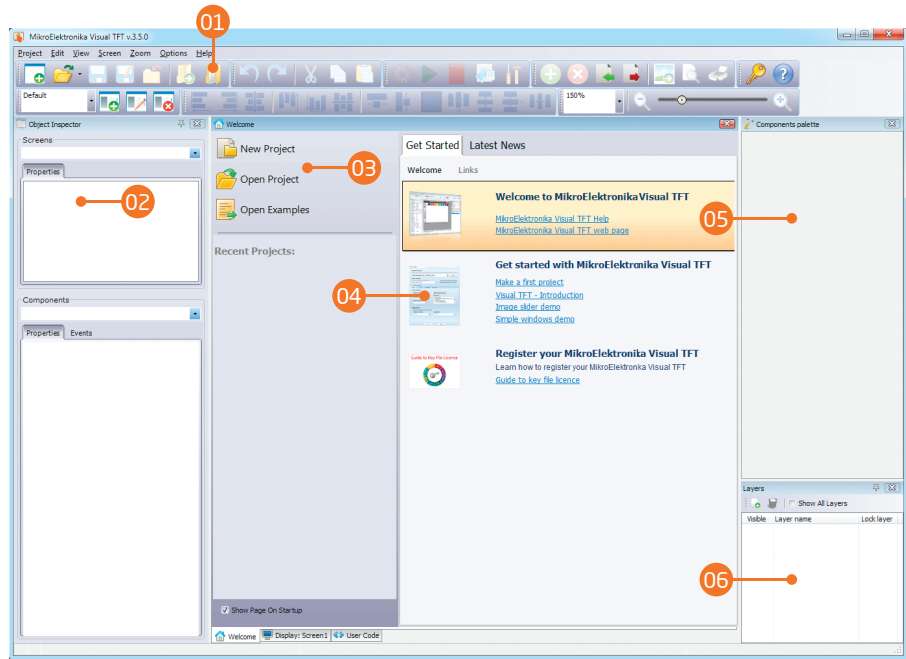 01
MikroElektronika Visual TFT v.3.5.0
Project Edit View Screen Zoom Options Help
Default
150%
Object Inspector
Screens
Properties
02
Components
Properties Events
Welcome
New Project
03
Open Project
Open Examples
Recent Projects:
Show Page On Startup
Get Started Latest News
Welcome Links
Welcome to MikroElektronikaVisual TFT
MikroElektronika Visual TFT Help
MikroElektronika Visual TFT web page
Get started with MikroElektronika Visual TFT
Make a first project
Visual TFT - Introduction
Image slider demo
Simple windows demo
04
Guide to Key File License
Register your MikroElektronika Visual TFT
Learn how to register your MikroElektronika Visual TFT
Guide to key file licence
Components palette
05
Layers
Show All Layers
Visible Layer name Lock layer
06
Welcome Display: Screen1 User Code